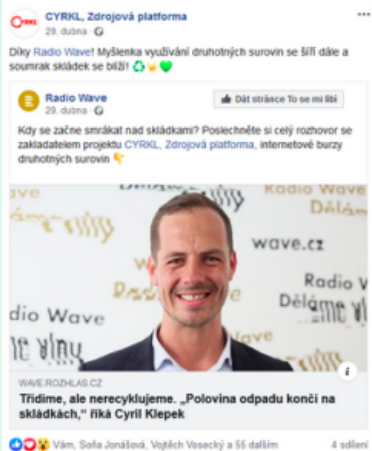 CYRKL
CYRKL, Zdrojová platforma
29. dubna
Díky Radio Wave! Myšlenka využívání druhotných surovin se šíří dále a
soumrak skládek se blíží!
Radio Wave
29. dubna
Dát stránce To se mi líbí
Kdy se začne smrákat nad skládkami? Poslechněte si celý rozhovor se
zakladatelem projektu CYRKL, Zdrojová platforma, internetové burzy
druhotných surovin
Radio Wave
wave.cz
Radio
dio Wave
WAVE.ROZHLAS.CZ
Třídíme, ale nerecyklujeme. „Polovina odpadu končí na
skládkách,“ říká Cyril Klepek
Vám, Soňa Jonášová, Vojtěch Vosecký a 55 dalším
4 sdílení